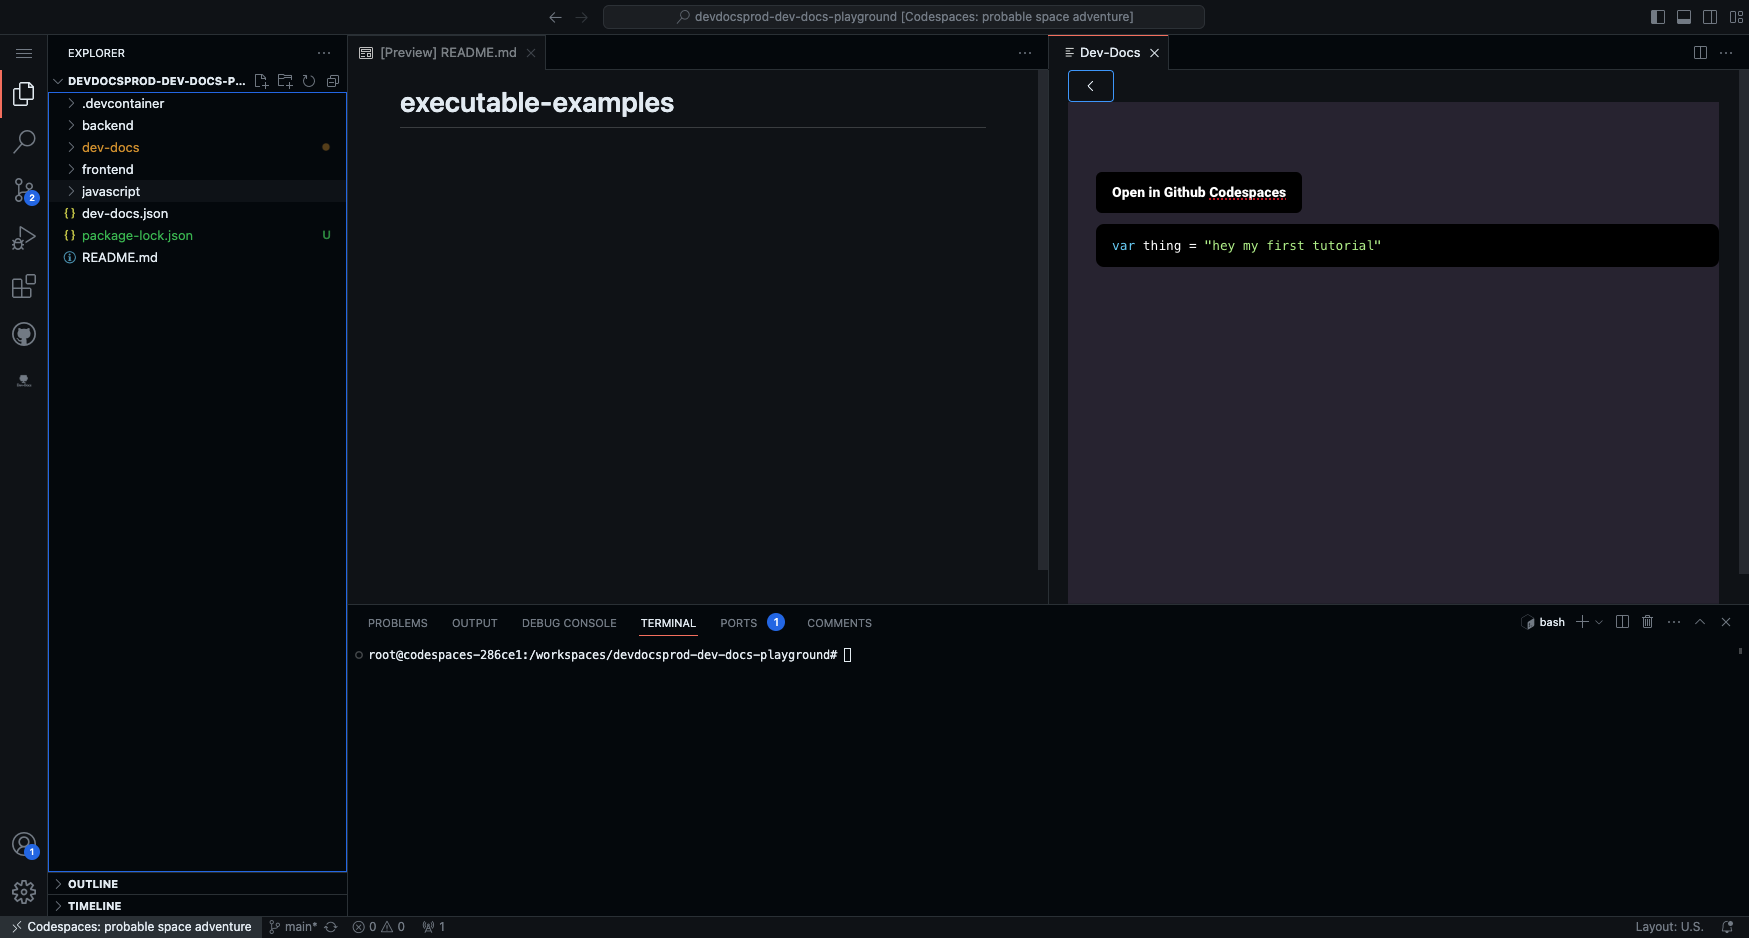 devdocsprod-dev-docs-playground [Codespaces: probable space adventure]
EXPLORER
DEVDOCSPROD-DEV-DOCS-P...
.devcontainer
backend
dev-docs
frontend
javascript
{} dev-docs.json
{} package-lock.json U
README.md
OUTLINE
TIMELINE
2
1
[Preview] README.md
executable-examples
Dev-Docs
Open in Github Codespaces
var thing = "hey my first tutorial"
PROBLEMS OUTPUT DEBUG CONSOLE TERMINAL PORTS 1 COMMENTS
bash
root@codespaces-286ce1:/workspaces/devdocsprod-dev-docs-playground#
Codespaces: probable space adventure main* 0 0 1 Layout: U.S.